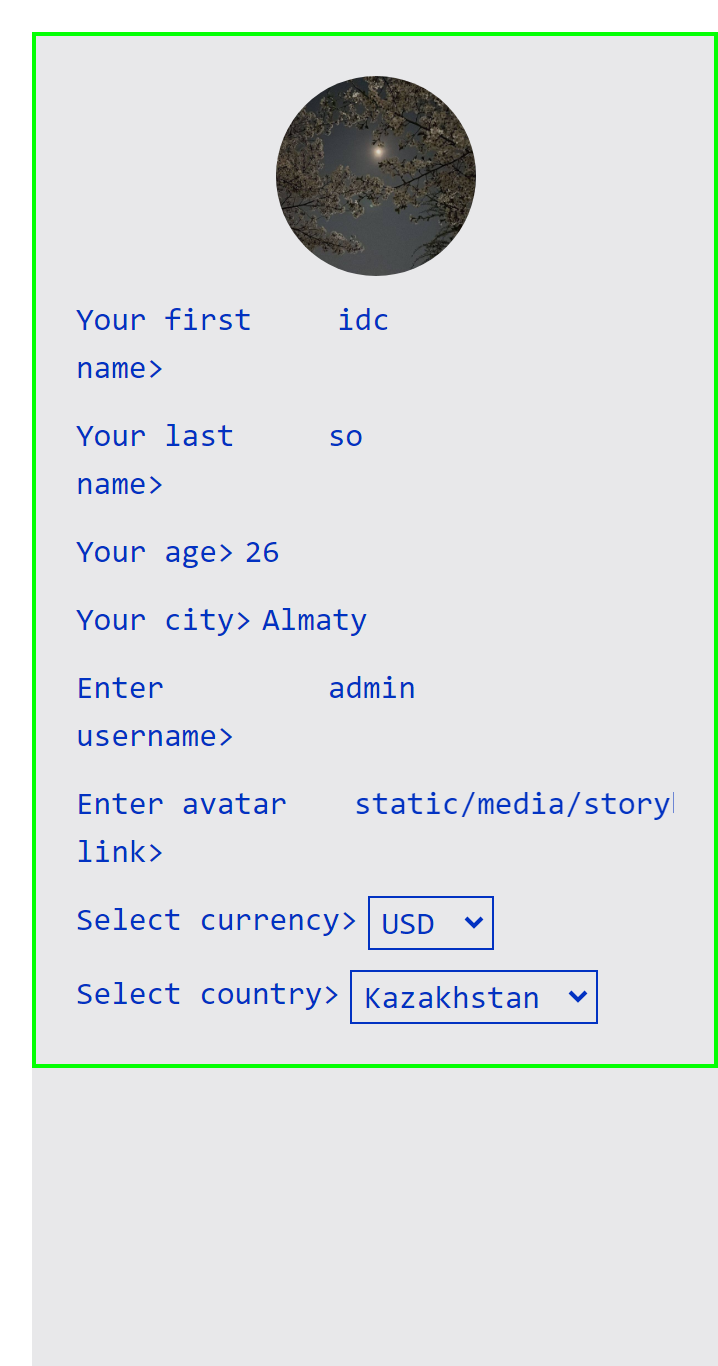 Your first idc
name>
Your last so
name>
Your age> 26
Your city> Almaty
Enter admin
username>
Enter avatar static/media/story
link>
Select currency> USD
Select country> Kazakhstan